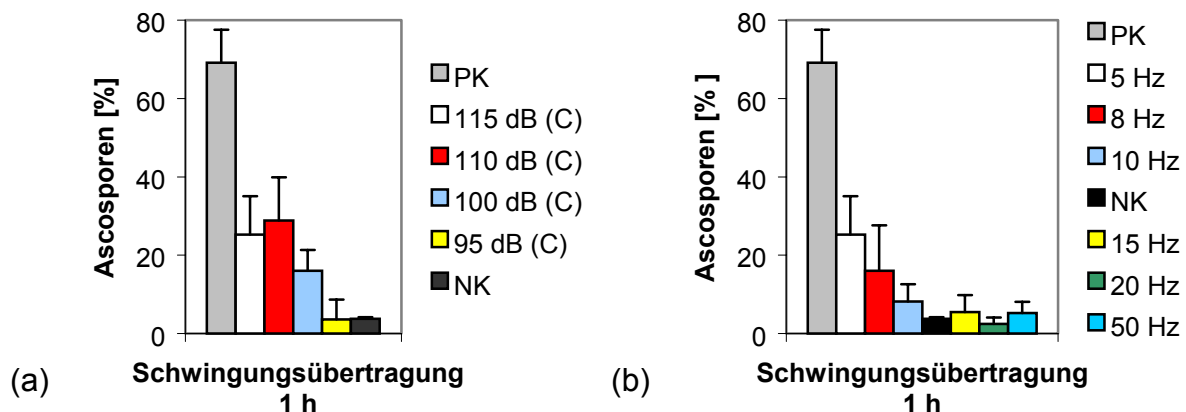 80
60
40
20
0
Ascosporen [%]
PK
115 dB (C)
110 dB (C)
100 dB (C)
95 dB (C)
NK
Schwingungsübertragung
1 h
(a)
80
60
40
20
0
Ascosporen [% ]
PK
5 Hz
8 Hz
10 Hz
NK
15 Hz
20 Hz
50 Hz
Schwingungsübertragung
1 h
(b)